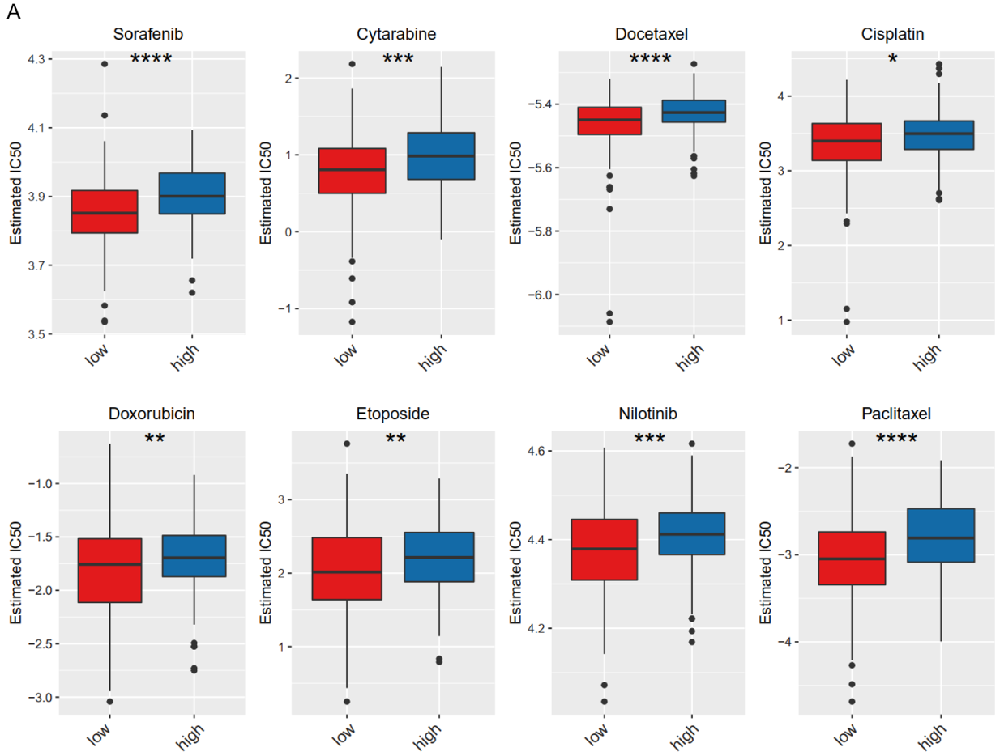 A
Sorafenib
Cytarabine
Docetaxel
Cisplatin
****
***
****
*
Estimated IC50
4.3
4.1
3.9
3.7
3.5
low
high
Estimated IC50
2
1
0
−1
low
high
Estimated IC50
−5.4
−5.6
−5.8
−6.0
low
high
Estimated IC50
4
3
2
1
low
high
Doxorubicin
Etoposide
Nilotinib
Paclitaxel
**
**
***
****
Estimated IC50
−1.0
−1.5
−2.0
−2.5
−3.0
low
high
Estimated IC50
3
2
1
low
high
Estimated IC50
4.6
4.4
4.2
low
high
Estimated IC50
−2
−3
−4
low
high